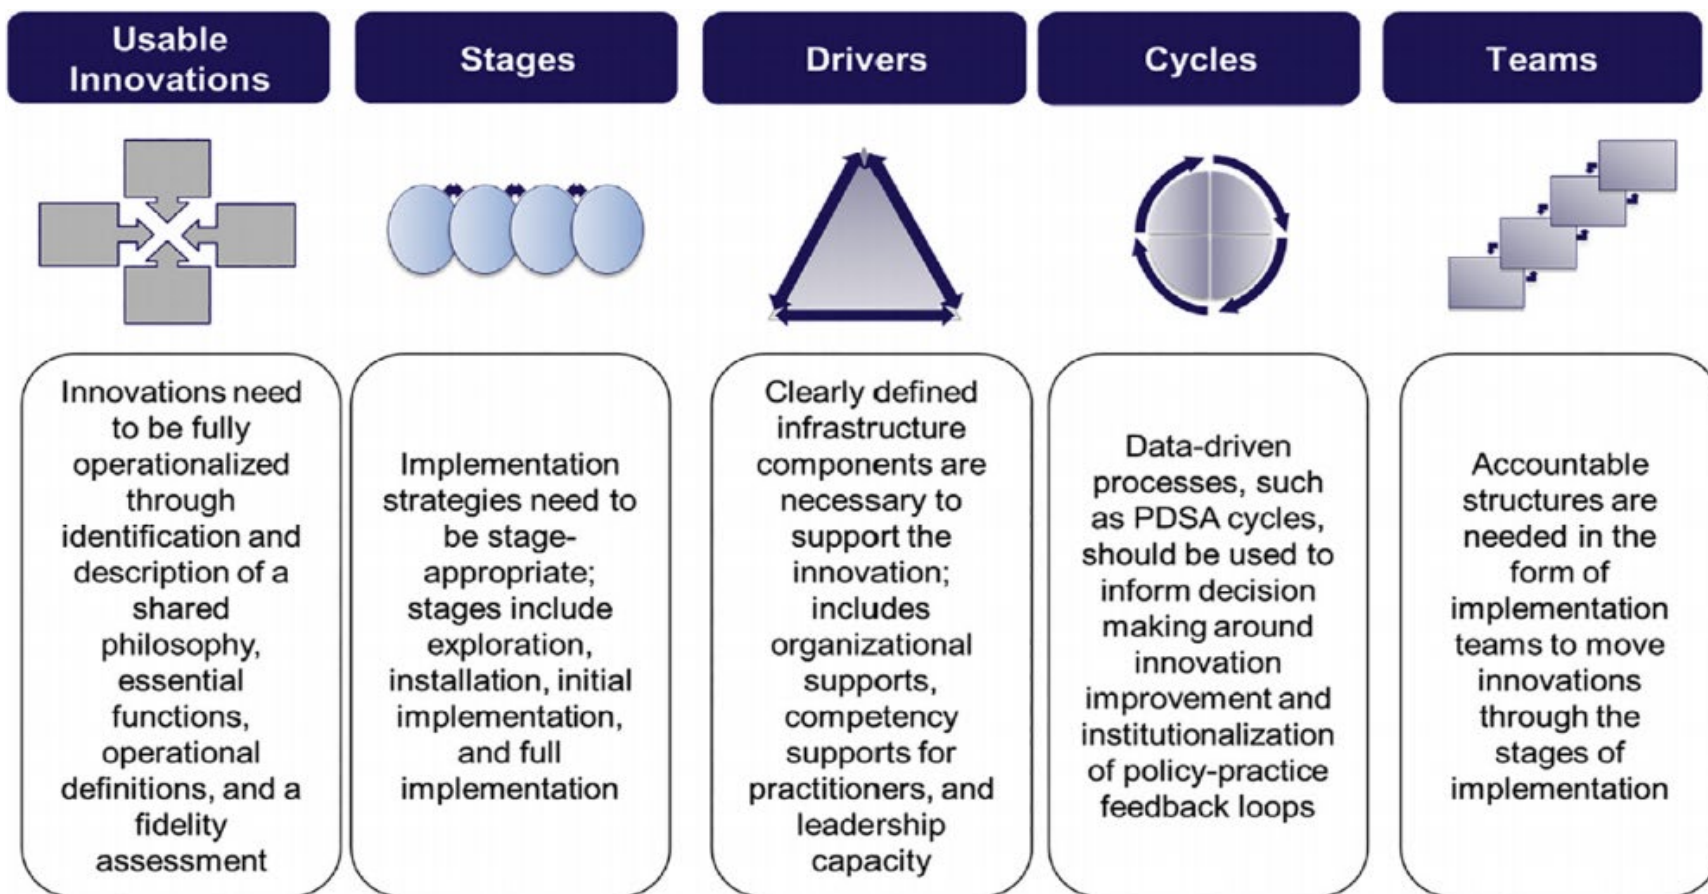 Usable
Innovations
Stages
Drivers
Cycles
Teams
Innovations need
to be fully
operationalized
through
identification and
description of a
shared
philosophy,
essential
functions,
operational
definitions, and a
fidelity
assessment
Implementation
strategies need to
be stage-
appropriate;
stages include
exploration,
installation, initial
implementation,
and full
implementation
Clearly defined
infrastructure
components are
necessary to
support the
innovation;
includes
organizational
supports,
competency
supports for
practitioners, and
leadership
capacity
Data-driven
processes, such
as PDSA cycles,
should be used to
inform decision
making around
innovation
improvement and
institutionalization
of policy-practice
feedback loops
Accountable
structures are
needed in the
form of
implementation
teams to move
innovations
through the
stages of
implementation